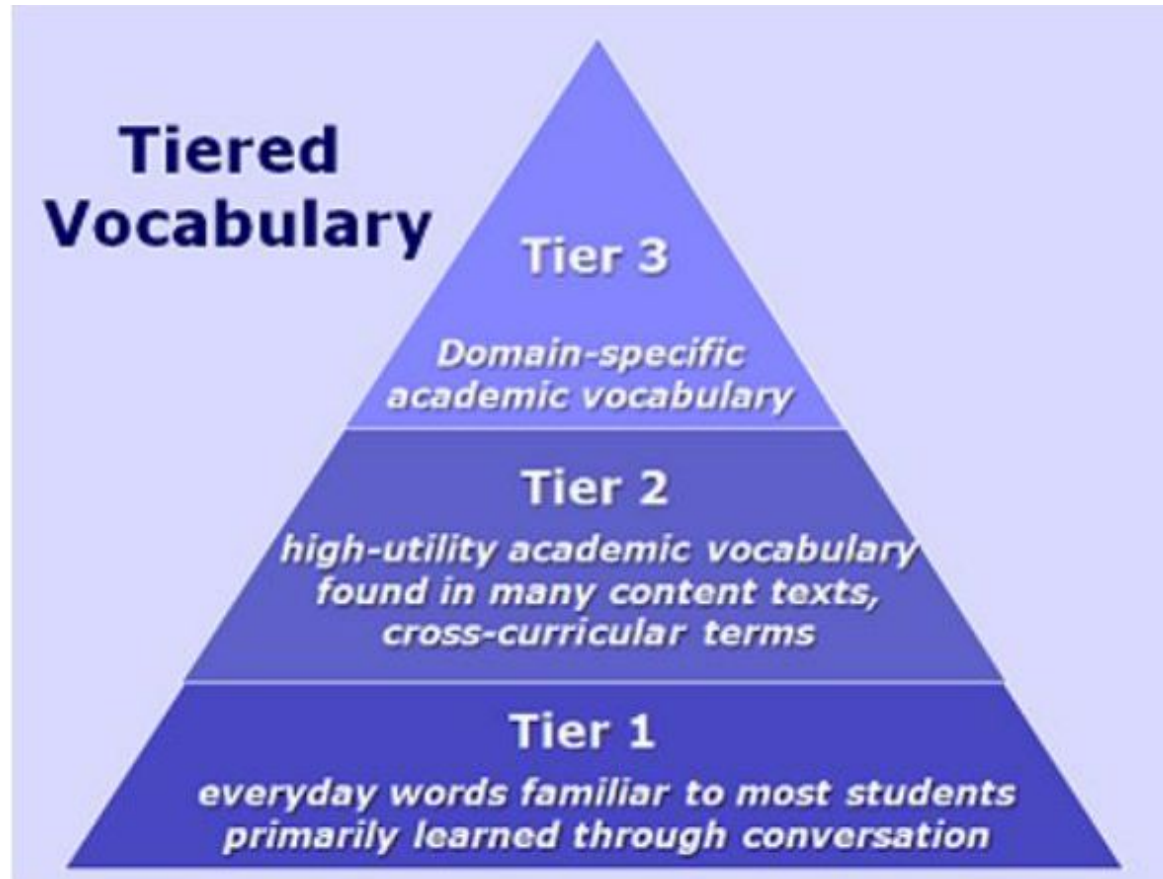 Tiered
Vocabulary
Tier 3
Domain-specific
academic vocabulary
Tier 2
high-utility academic vocabulary
found in many content texts,
cross-curricular terms
Tier 1
everyday words familiar to most students
primarily learned through conversation